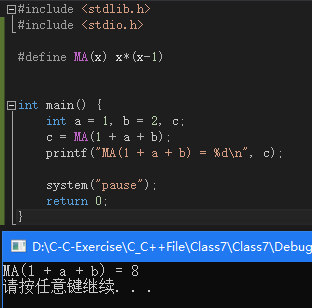 #include <stdlib.h>
#include <stdio.h>
#define MA(x) x*(x-1)
int main() {
int a = 1, b = 2, c;
c = MA(1 + a + b);
printf("MA(1 + a + b) = %d\n", c);
system("pause");
return 0;
}
D:\C-C-Exercise\C_C++File\Class7\Class7\Debug
MA(1 + a + b) = 8
请按任意键继续. . .